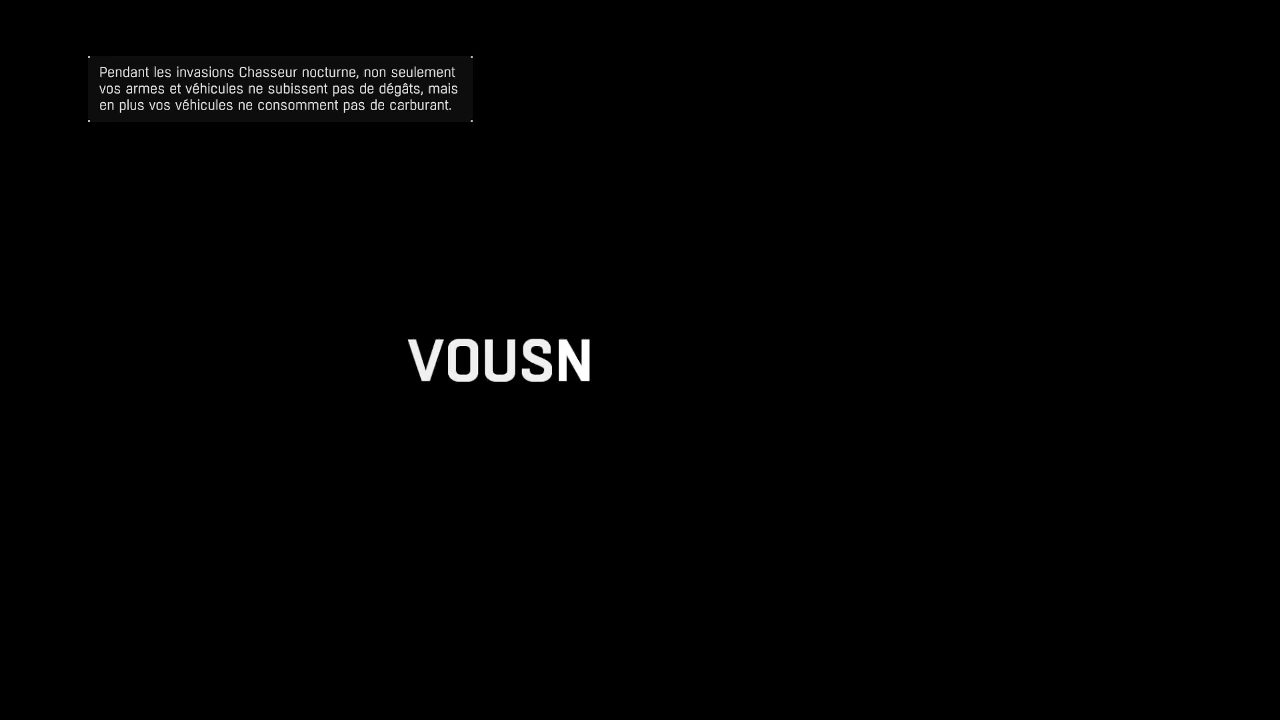 Pendant les invasions Chasseur nocturne, non seulement
vos armes et véhicules ne subissent pas de dégâts, mais
en plus vos véhicules ne consomment pas de carburant.
VOUSN